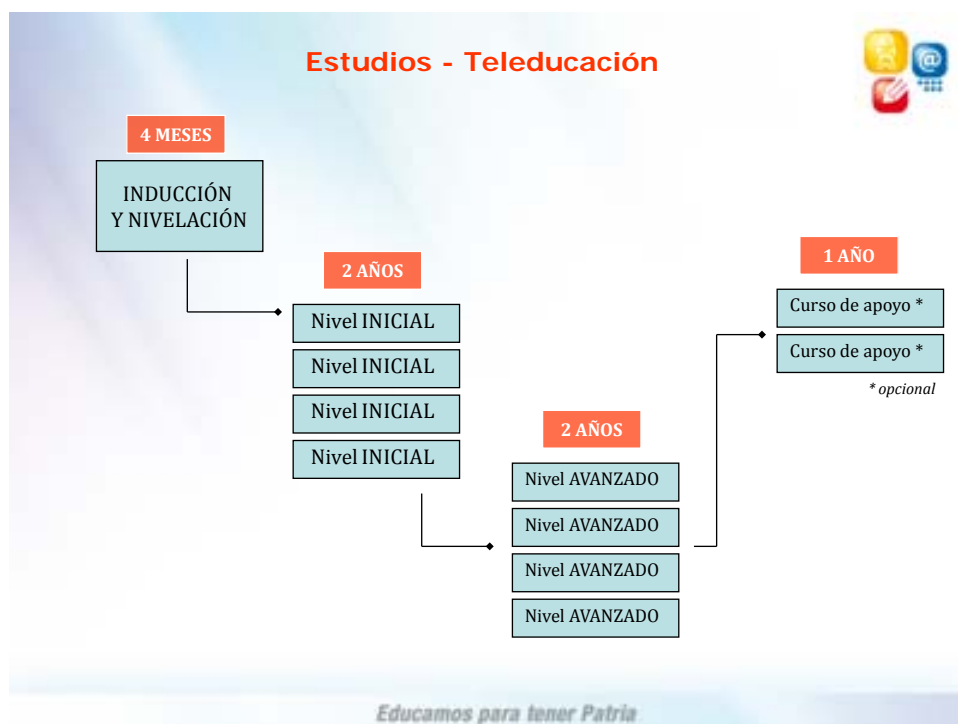 Estudios - Teleducación
4 MESES
INDUCCIÓN
Y NIVELACIÓN
2 AÑOS
Nivel INICIAL
Nivel INICIAL
Nivel INICIAL
Nivel INICIAL
2 AÑOS
Nivel AVANZADO
Nivel AVANZADO
Nivel AVANZADO
Nivel AVANZADO
1 AÑO
Curso de apoyo *
Curso de apoyo *
* opcional
Educamos para tener Patria